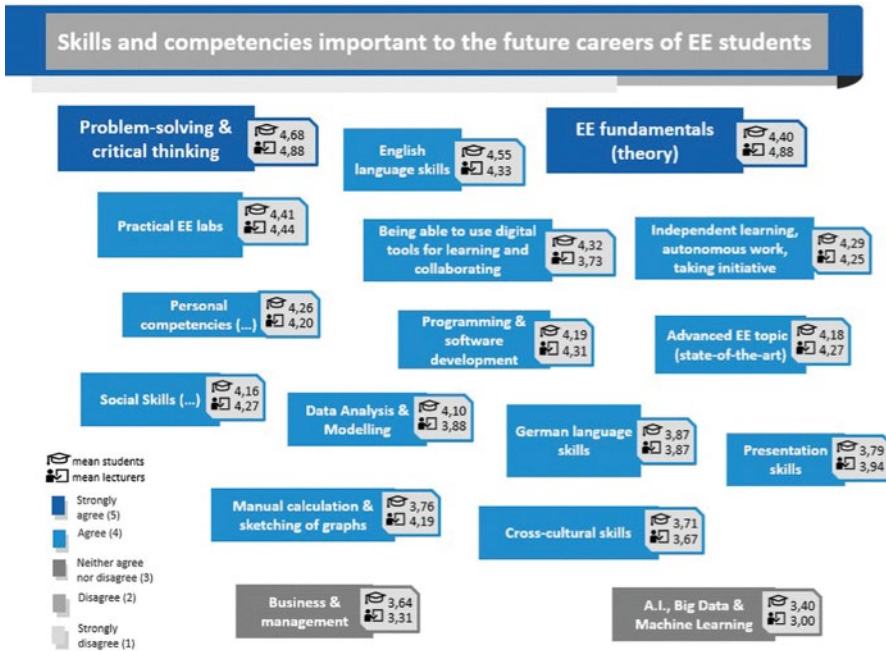 Skills and competencies important to the future careers of EE students
Problem-solving &
critical thinking
4,68
4,88
English
language skills
4,55
4,33
EE fundamentals
(theory)
4,40
4,88
Practical EE labs
4,41
4,44
Being able to use digital
tools for learning and
collaborating
4,32
3,73
Independent learning,
autonomous work,
taking initiative
4,29
4,25
Personal
competencies (...)
4,26
4,20
Programming &
software
development
4,19
4,31
Advanced EE topic
(state-of-the-art)
4,18
4,27
Social Skills (...)
4,16
4,27
Data Analysis &
Modelling
4,10
3,88
German language
skills
3,87
3,87
Presentation
skills
3,79
3,94
mean students
mean lecturers
Strongly
agree (5)
Agree (4)
Neither agree
nor disagree (3)
Disagree (2)
Strongly
disagree (1)
Manual calculation &
sketching of graphs
3,76
4,19
Cross-cultural skills
3,71
3,67
Business &
management
3,64
3,31
A.I., Big Data &
Machine Learning
3,40
3,00